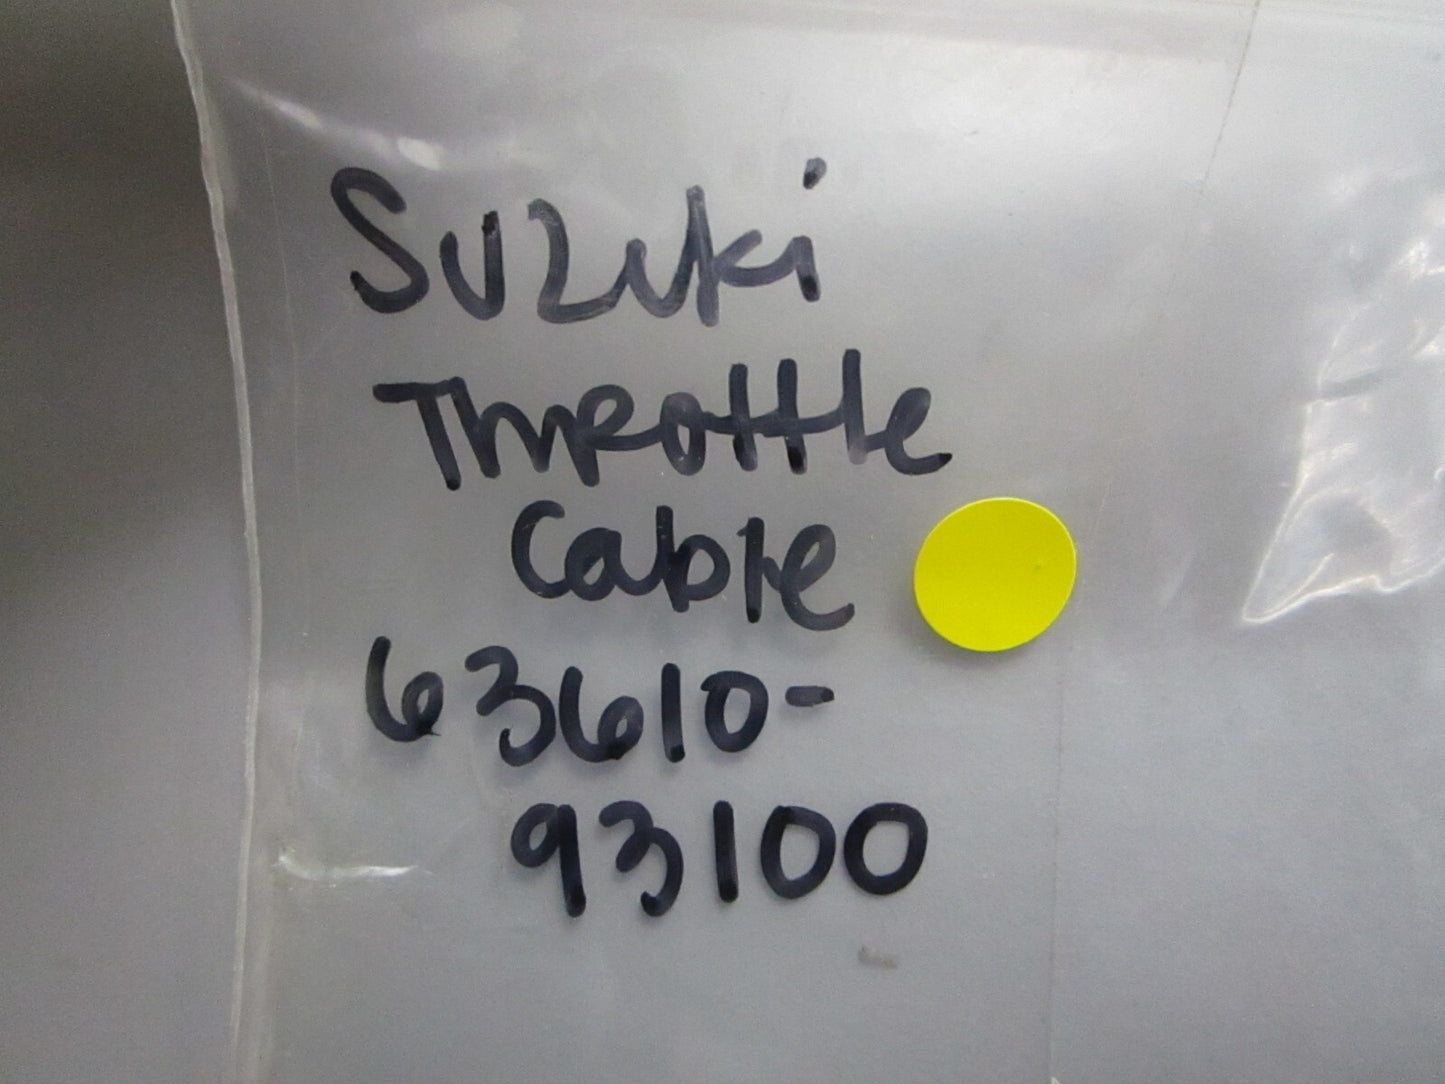 Suzuki
Throttle
Cable
63610-
93100